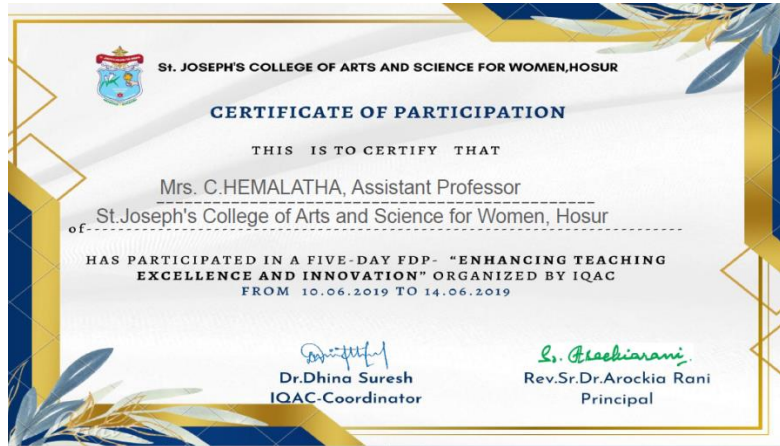 St. JOSEPH'S COLLEGE OF ARTS AND SCIENCE FOR WOMEN,HOSUR
CERTIFICATE OF PARTICIPATION
THIS IS TO CERTIFY THAT
Mrs. C.HEMALATHA, Assistant Professor
of St.Joseph's College of Arts and Science for Women, Hosur
HAS PARTICIPATED IN A FIVE-DAY FDP- “ENHANCING TEACHING
EXCELLENCE AND INNOVATION” ORGANIZED BY IQAC
FROM 10.06.2019 TO 14.06.2019
Dr.Dhina Suresh
Rev.Sr.Dr.Arockia Rani
IQAC-Coordinator
Principal